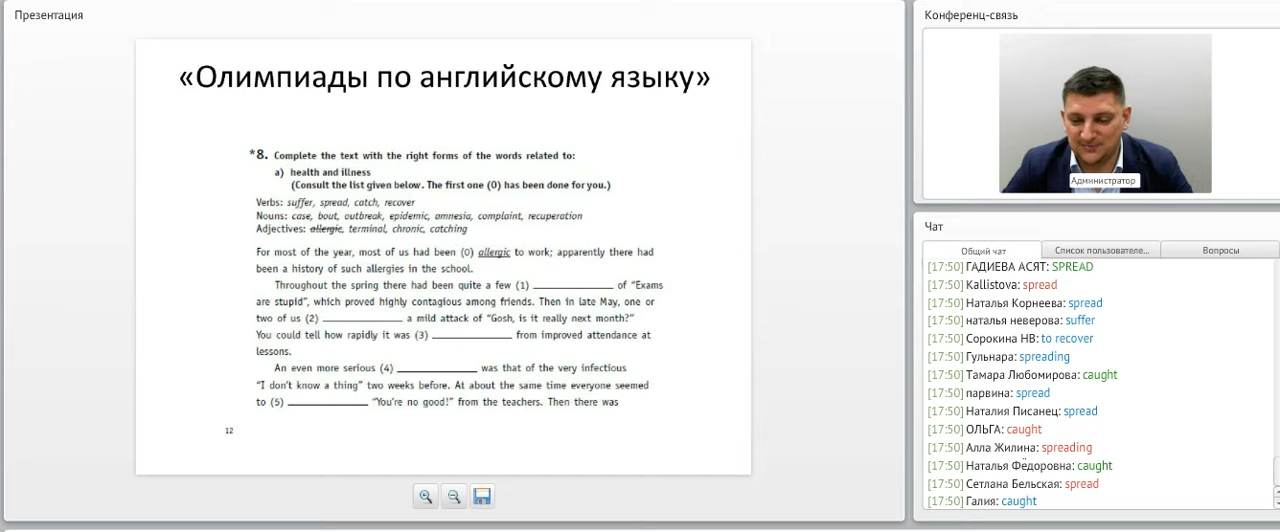 Презентация
«Олимпиады по английскому языку»
*8. Complete the text with the right forms of the words related to:
a) health and illness
(Consult the list given below. The first one (0) has been done for you.)
Verbs: suffer, spread, catch, recover
Nouns: case, bout, outbreak, epidemic, amnesia, complaint, recuperation
Adjectives: allergic, terminal, chronic, catching
For most of the year, most of us had been (0) allergic to work; apparently there had
been a history of such allergies in the school.
Throughout the spring there had been quite a few (1) ____________ of “Exams
are stupid”, which proved highly contagious among friends. Then in late May, one or
two of us (2) ____________ a mild attack of “Gosh, is it really next month?”
You could tell how rapidly it was (3) ____________ from improved attendance at
lessons.
An even more serious (4) ____________ was that of the very infectious
“I don’t know a thing” two weeks before. At about the same time everyone seemed
to (5) ____________ “You’re no good!” from the teachers. Then there was
12
Конференц-связь
Администратор
Чат
Общий чат
Список пользователе...
Вопросы
[17:50] ГАДИЕВА АСЯТ: SPREAD
[17:50] Kallistova: spread
[17:50] Наталья Корнеева: spread
[17:50] наталья неверова: suffer
[17:50] Сорокина НВ: to recover
[17:50] Гульнара: spreading
[17:50] Тамара Любомирова: caught
[17:50] парвина: spread
[17:50] Наталия Писанец: spread
[17:50] ОЛЬГА: caught
[17:50] Алла Жилина: spreading
[17:50] Наталья Фёдоровна: caught
[17:50] Сетлана Бельская: spread
[17:50] Галия: caught